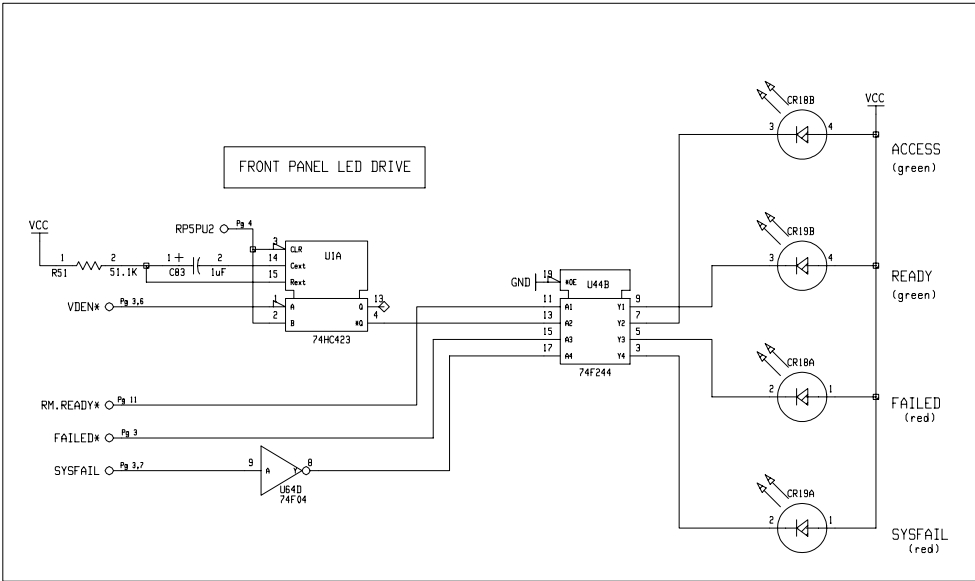 FRONT PANEL LED DRIVE
VCC
1
R51
2
51.1K
1 +
C83
2
1uF
RP5PU2 Pg 4
3
14
15
CLR
Cext
Rext
U1A
VDEN* Pg 3,6
1
2
A
B
Q
*Q
13
4
74HC423
RM.READY* Pg 11
FAILED* Pg 3
SYSFAIL Pg 3,7
9
A
Y
8
U64D
74F04
GND
19
*OE
U44B
11
13
15
17
A1
A2
A3
A4
Y1
Y2
Y3
Y4
9
7
5
3
74F244
VCC
CR18B
3
4
ACCESS
(green)
CR19B
3
4
READY
(green)
CR18A
2
1
FAILED
(red)
CR19A
2
1
SYSFAIL
(red)